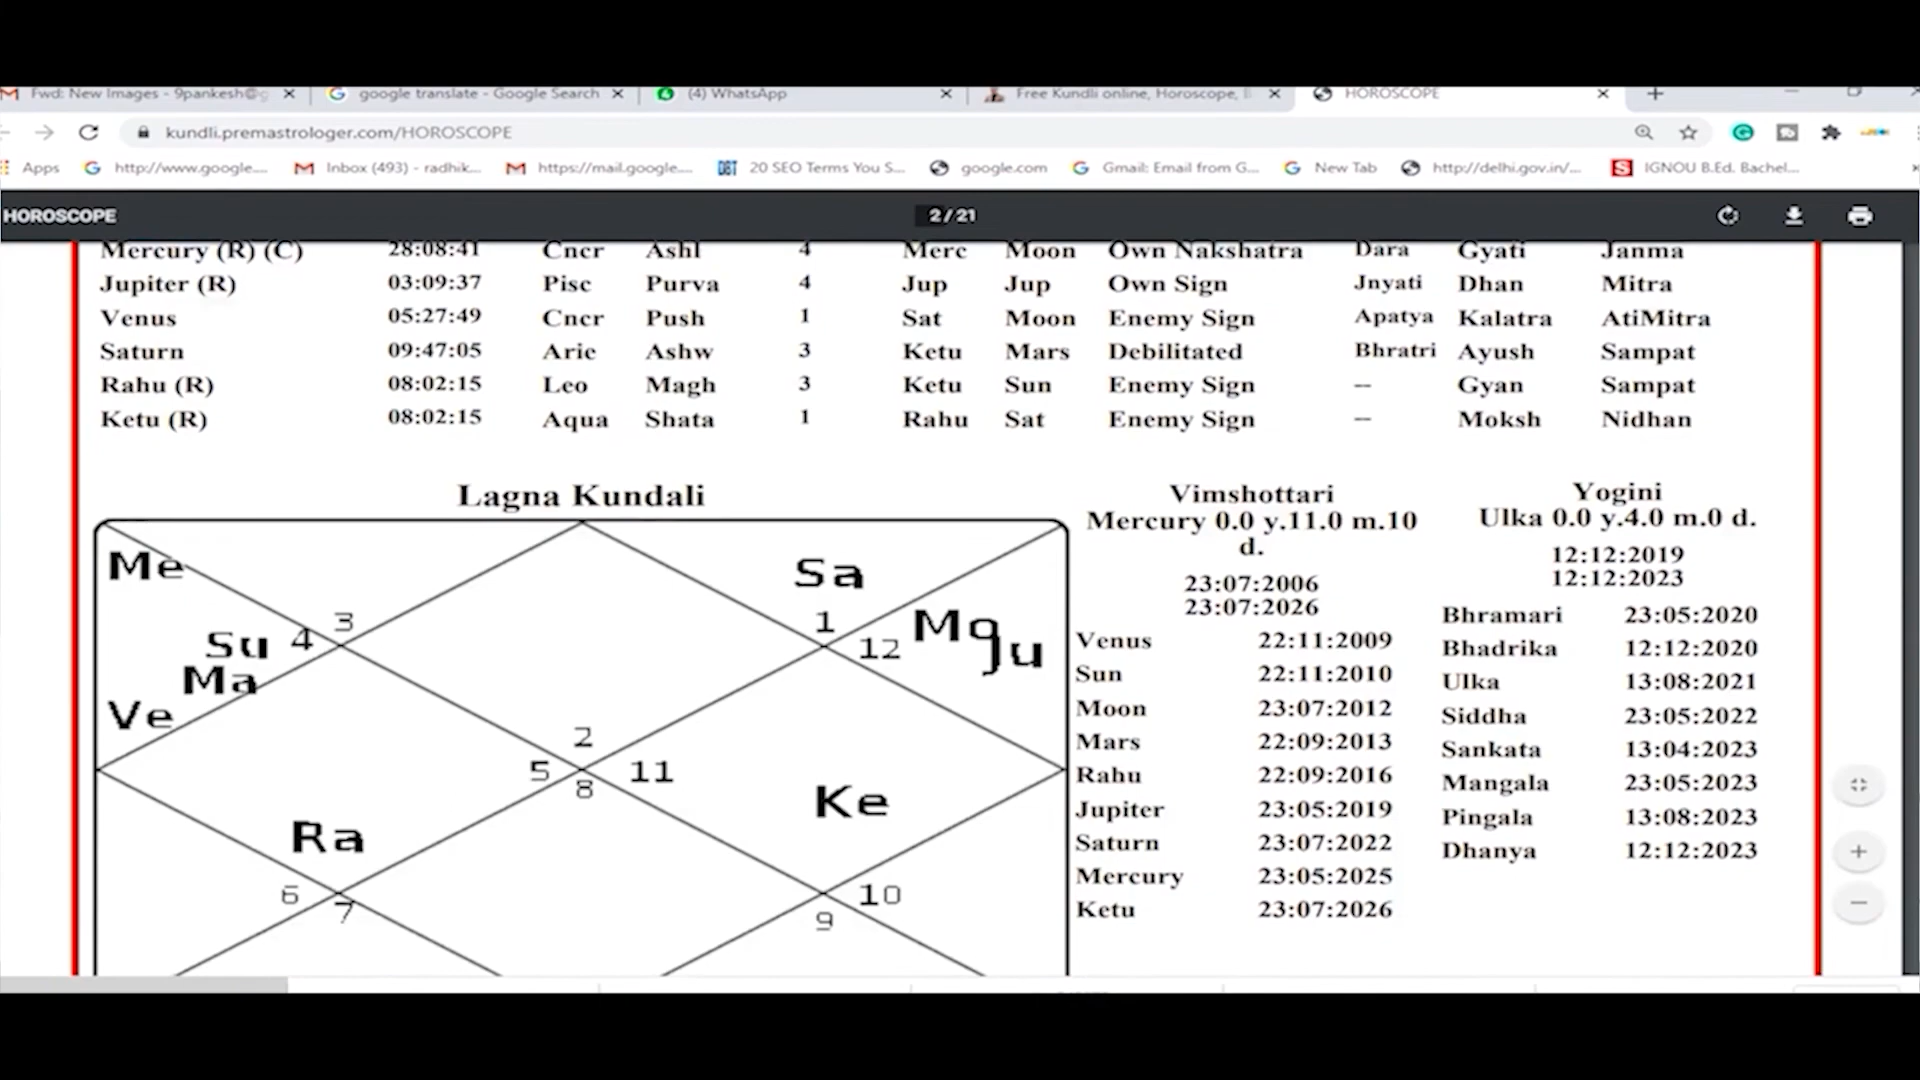 Fwd: New Images - 9pankesh@g
google translate - Google Search
(4) WhatsApp
Free Kundli online, Horoscope,
HOROSCOPE
kundli.premastrologer.com/HOROSCOPE
Apps
http://www.google....
Inbox (493) - radhik...
https://mail.google....
20 SEO Terms You S...
google.com
Gmail: Email from G...
New Tab
http://delhi.gov.in/...
IGNOU B.Ed. Bachel...
HOROSCOPE
2 / 21
Mercury (R) (C) 28:08:41 Cncr Ashl 4 Merc Moon Own Nakshatra Dara Gyati Janma
Jupiter (R) 03:09:37 Pisc Purva 4 Jup Jup Own Sign Jnyati Dhan Mitra
Venus 05:27:49 Cncr Push 1 Sat Moon Enemy Sign Apatya Kalatra AtiMitra
Saturn 09:47:05 Arie Ashw 3 Ketu Mars Debilitated Bhratri Ayush Sampat
Rahu (R) 08:02:15 Leo Magh 3 Ketu Sun Enemy Sign -- Gyan Sampat
Ketu (R) 08:02:15 Aqua Shata 1 Rahu Sat Enemy Sign -- Moksh Nidhan
Lagna Kundali
Me
Sa
3
1
Su 4
12 Mo
Ju
Ma
Ve
2
5 11
8
Ke
Ra
6
7
10
9
Vimshottari
Mercury 0.0 y.11.0 m.10
d.
23:07:2006
23:07:2026
Venus 22:11:2009
Sun 22:11:2010
Moon 23:07:2012
Mars 22:09:2013
Rahu 22:09:2016
Jupiter 23:05:2019
Saturn 23:07:2022
Mercury 23:05:2025
Ketu 23:07:2026
Yogini
Ulka 0.0 y.4.0 m.0 d.
12:12:2019
12:12:2023
Bhramari 23:05:2020
Bhadrika 12:12:2020
Ulka 13:08:2021
Siddha 23:05:2022
Sankata 13:04:2023
Mangala 23:05:2023
Pingala 13:08:2023
Dhanya 12:12:2023